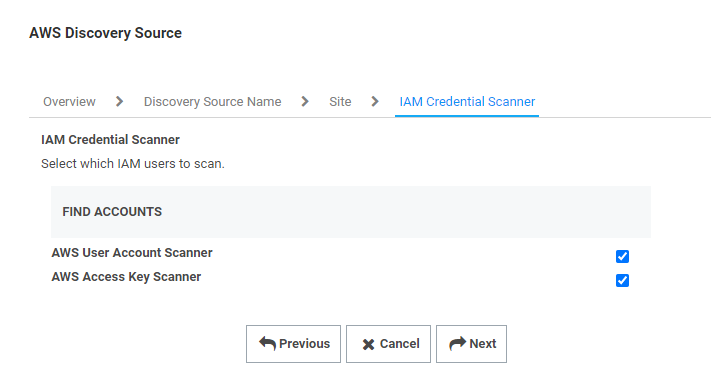 AWS Discovery Source
Overview Discovery Source Name Site IAM Credential Scanner
IAM Credential Scanner
Select which IAM users to scan.
FIND ACCOUNTS
AWS User Account Scanner
AWS Access Key Scanner
Previous Cancel Next